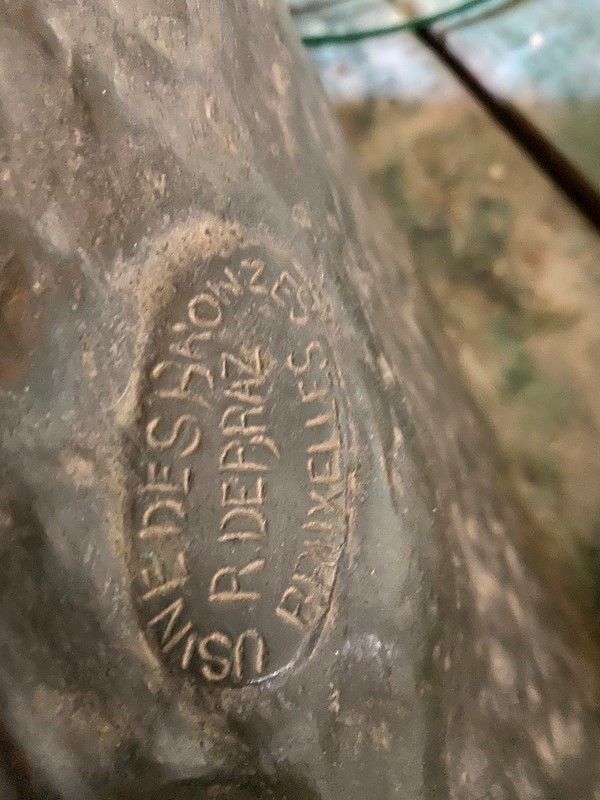 USINE DES BRONZES
R. DEBRAZ
BRUXELLES